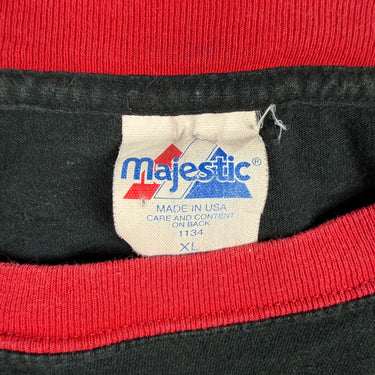 Majestic®
MADE IN USA
CARE AND CONTENT
ON BACK
1134
XL